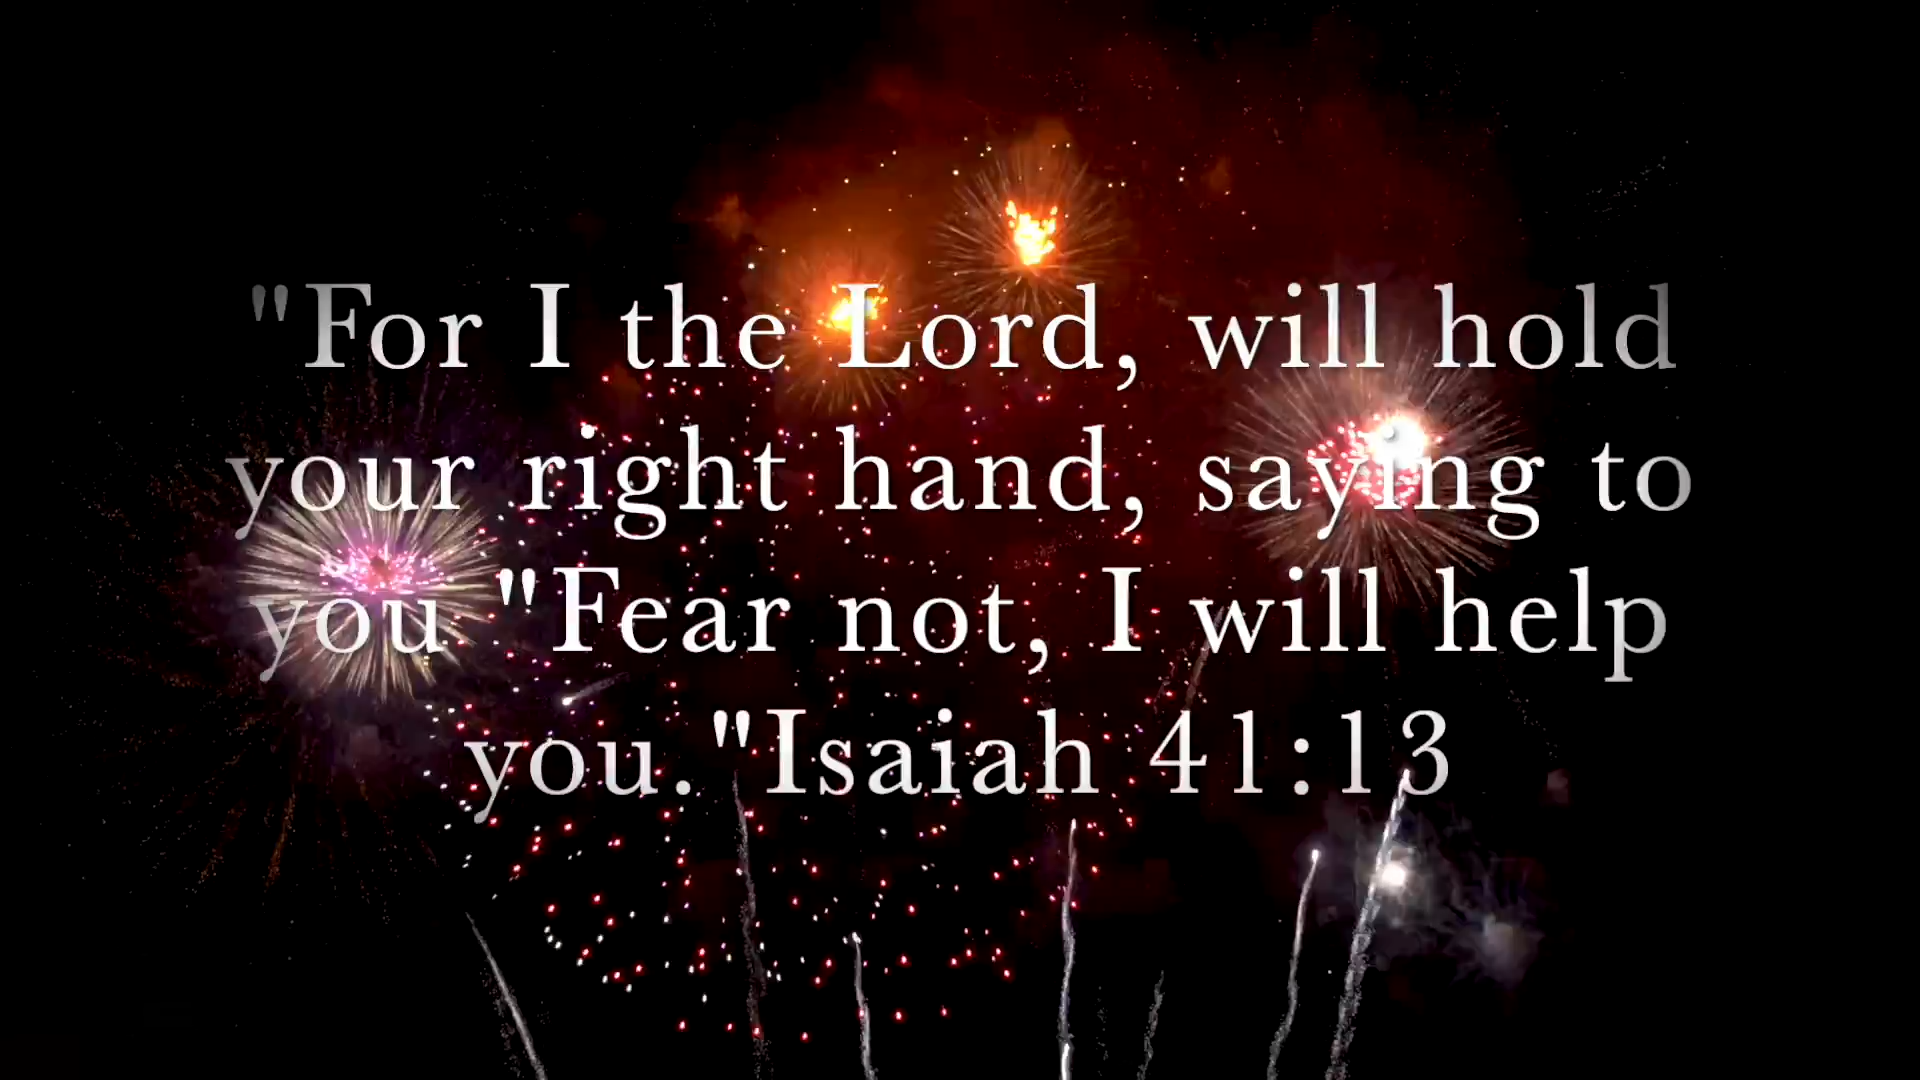 "For I the Lord, will hold
your right hand, saying to
you "Fear not, I will help
you."Isaiah 41:13